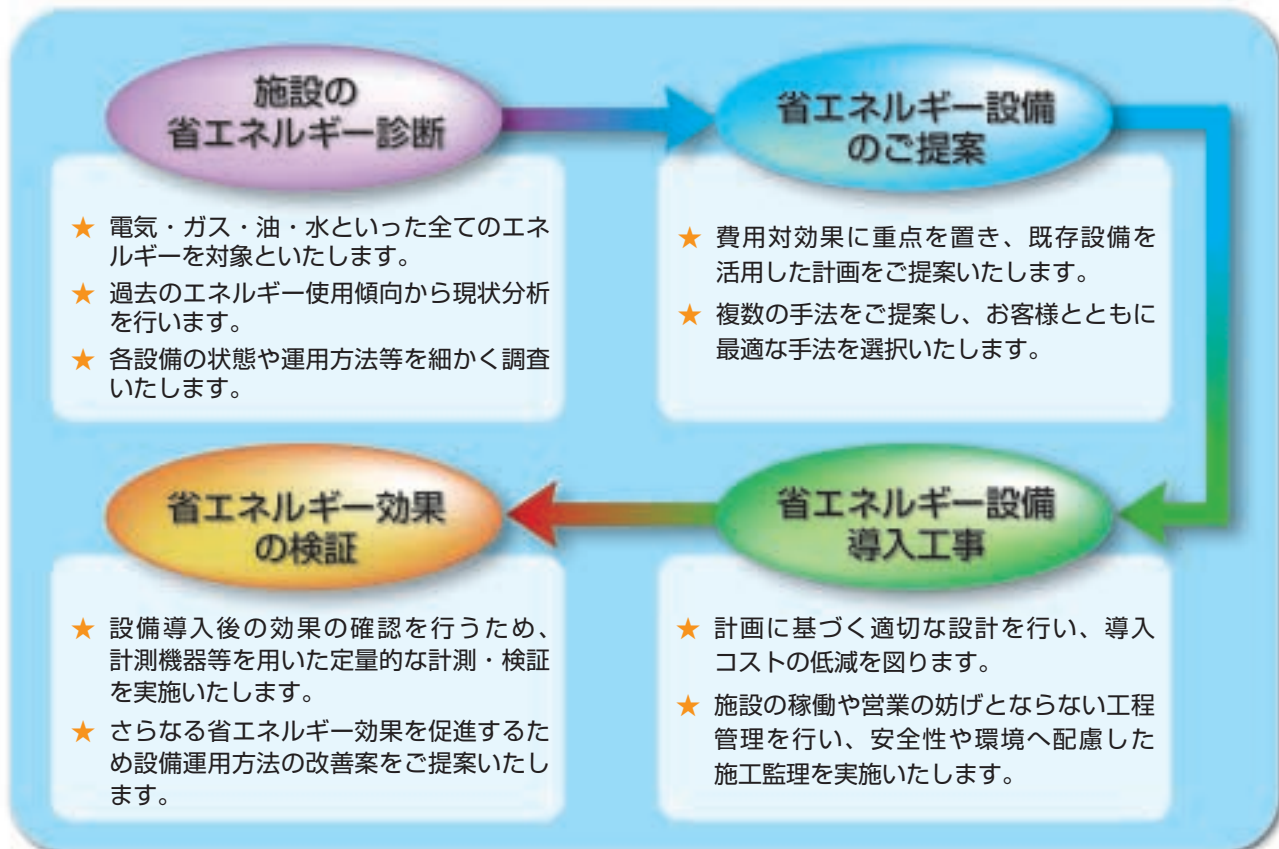 施設の
省エネルギー診断
★ 電気・ガス・油・水といった全てのエネ
ルギーを対象といたします。
★ 過去のエネルギー使用傾向から現状分析
を行います。
★ 各設備の状態や運用方法等を細かく調査
いたします。
省エネルギー設備
のご提案
★ 費用対効果に重点を置き、既存設備を
活用した計画をご提案いたします。
★ 複数の手法をご提案し、お客様とともに
最適な手法を選択いたします。
省エネルギー設備
導入工事
★ 計画に基づく適切な設計を行い、導入
コストの低減を図ります。
★ 施設の稼働や営業の妨げとならない工程
管理を行い、安全性や環境へ配慮した
施工監理を実施いたします。
省エネルギー効果
の検証
★ 設備導入後の効果の確認を行うため、
計測機器等を用いた定量的な計測・検証
を実施いたします。
★ さらなる省エネルギー効果を促進するた
め設備運用方法の改善案をご提案いたし
ます。